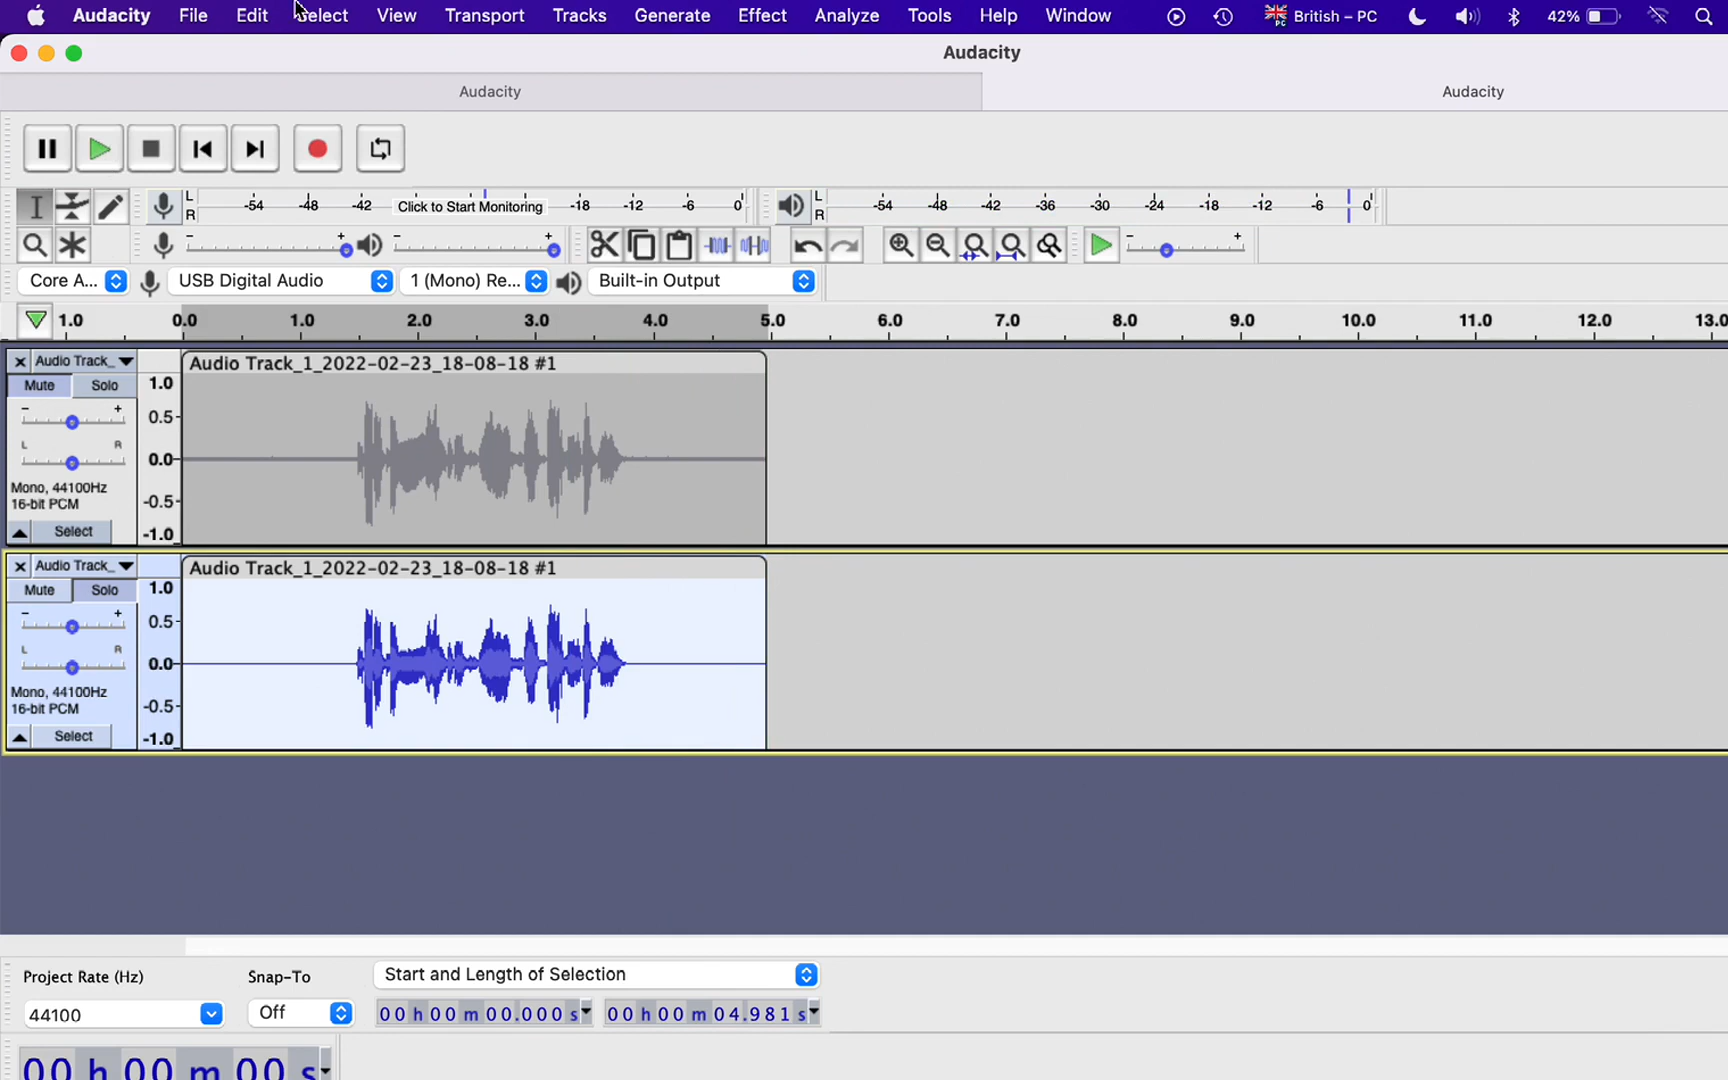 Audacity File Edit Select View Transport Tracks Generate Effect Analyze Tools Help Window British – PC 42%
Audacity
Audacity Audacity
L R -54 -48 -42 Click to Start Monitoring -18 -12 -6 0 L R -54 -48 -42 -36 -30 -24 -18 -12 -6 0
- + - + - +
Core A... USB Digital Audio 1 (Mono) Re... Built-in Output
1.0 0.0 1.0 2.0 3.0 4.0 5.0 6.0 7.0 8.0 9.0 10.0 11.0 12.0 13.0
Audio Track_ Audio Track_1_2022-02-23_18-08-18 #1
Mute Solo 1.0
- + 0.5
L R 0.0
Mono, 44100Hz
16-bit PCM -0.5
Select -1.0
Audio Track_ Audio Track_1_2022-02-23_18-08-18 #1
Mute Solo 1.0
- + 0.5
L R 0.0
Mono, 44100Hz
16-bit PCM -0.5
Select -1.0
Project Rate (Hz) Snap-To Start and Length of Selection
44100 Off 00 h 00 m 00.000 s 00 h 00 m 04.981 s
00 h 00 m 00 s